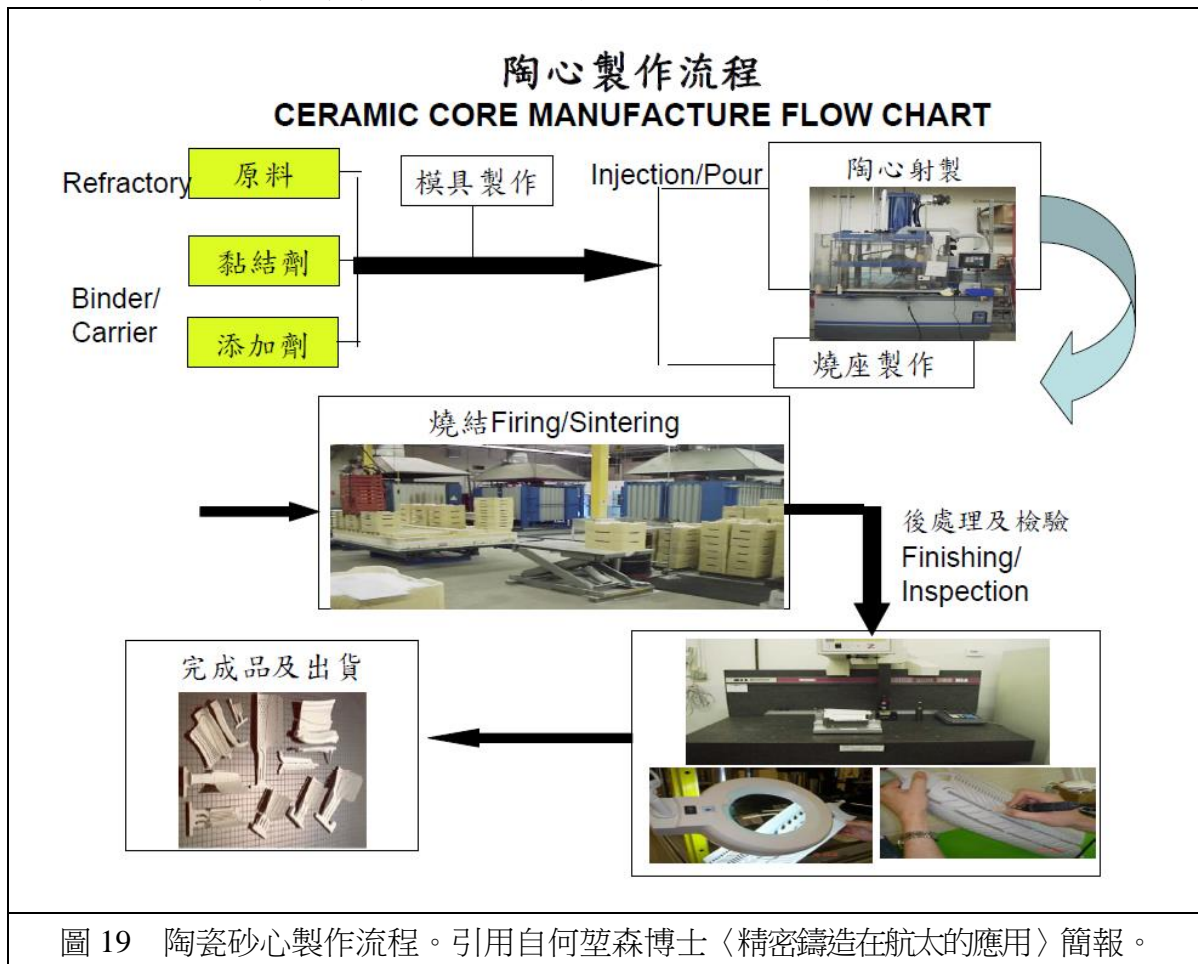 陶心製作流程
CERAMIC CORE MANUFACTURE FLOW CHART
Refractory
原料
模具製作
Injection/Pour
陶心射製
黏結劑
Binder/
Carrier
添加劑
燒座製作
燒結Firing/Sintering
後處理及檢驗
Finishing/
Inspection
完成品及出貨
圖 19 陶瓷砂心製作流程。引用自何堃森博士〈精密鑄造在航太的應用〉簡報。